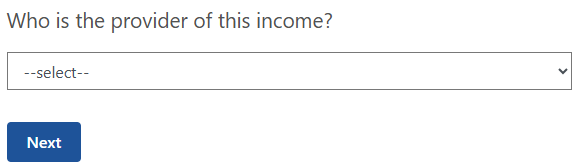 Who is the provider of this income?
--select--
Next